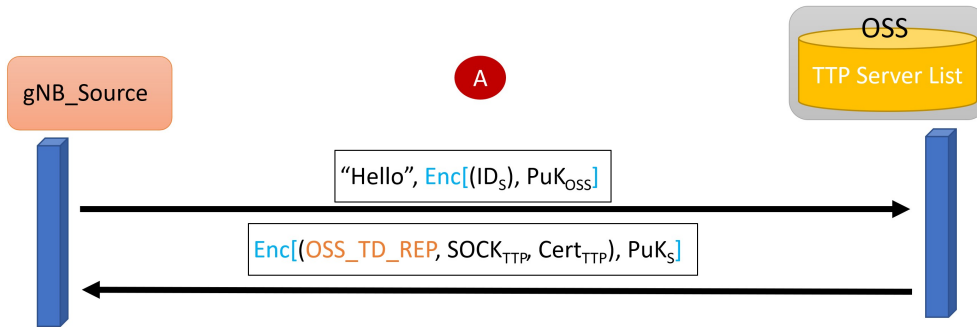 OSS
TTP Server List
gNB_Source
A
“Hello”, Enc[(IDS), PuKOSS]
Enc[(OSS_TD_REP, SOCKTTP, CertTTP), PuKS]